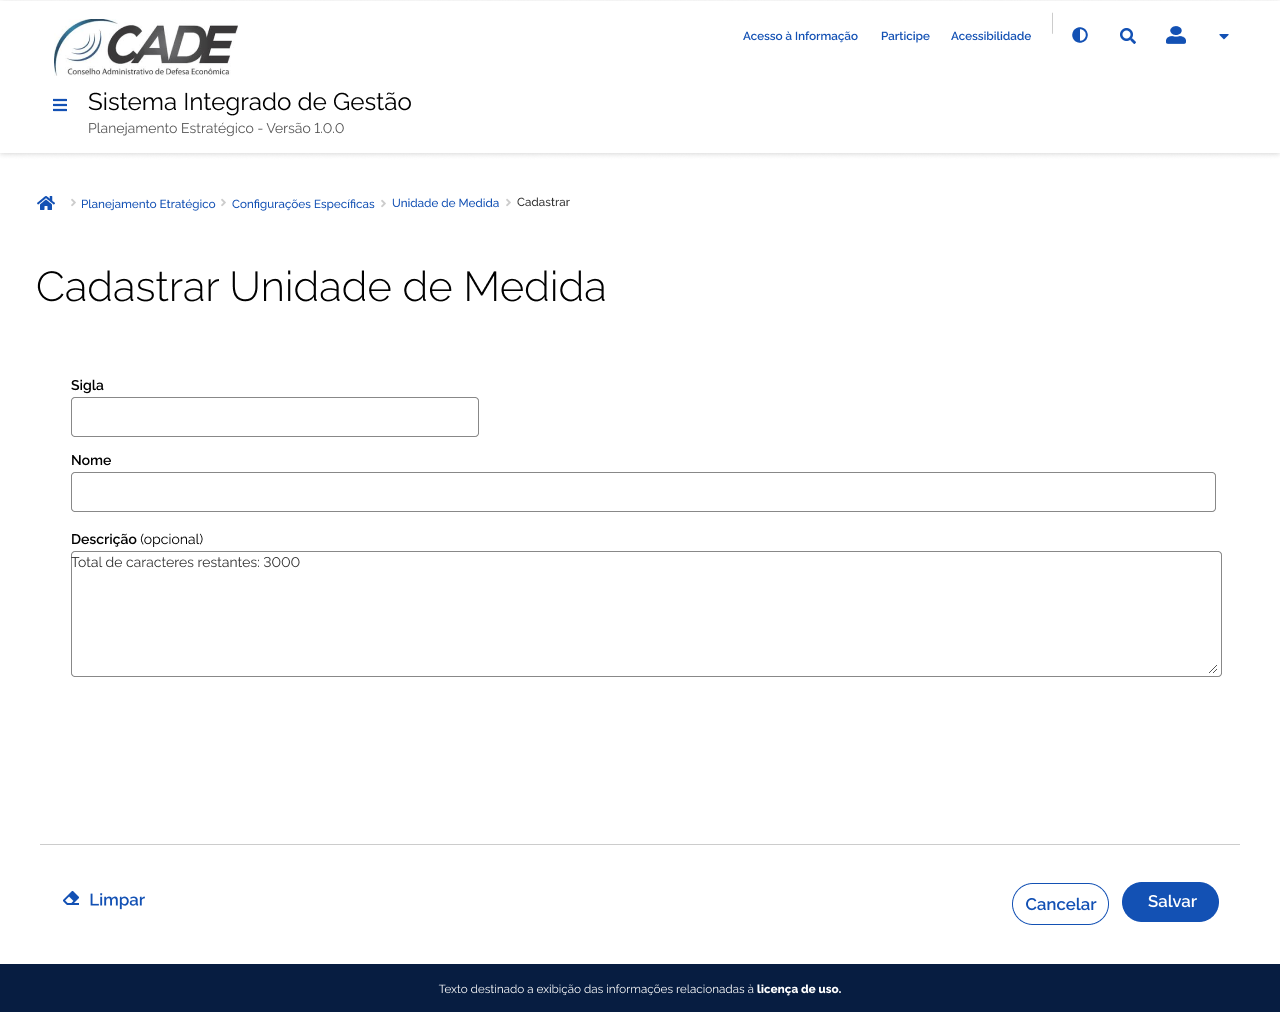 CADE
Conselho Administrativo de Defesa Econômica
Acesso à Informação Participe Acessibilidade
Sistema Integrado de Gestão
Planejamento Estratégico - Versão 1.0.0
Planejamento Etratégico Configurações Específicas Unidade de Medida Cadastrar
Cadastrar Unidade de Medida
Sigla
Nome
Descrição (opcional)
Total de caracteres restantes: 3000
Limpar Cancelar Salvar
Texto destinado a exibição das informações relacionadas à licença de uso.